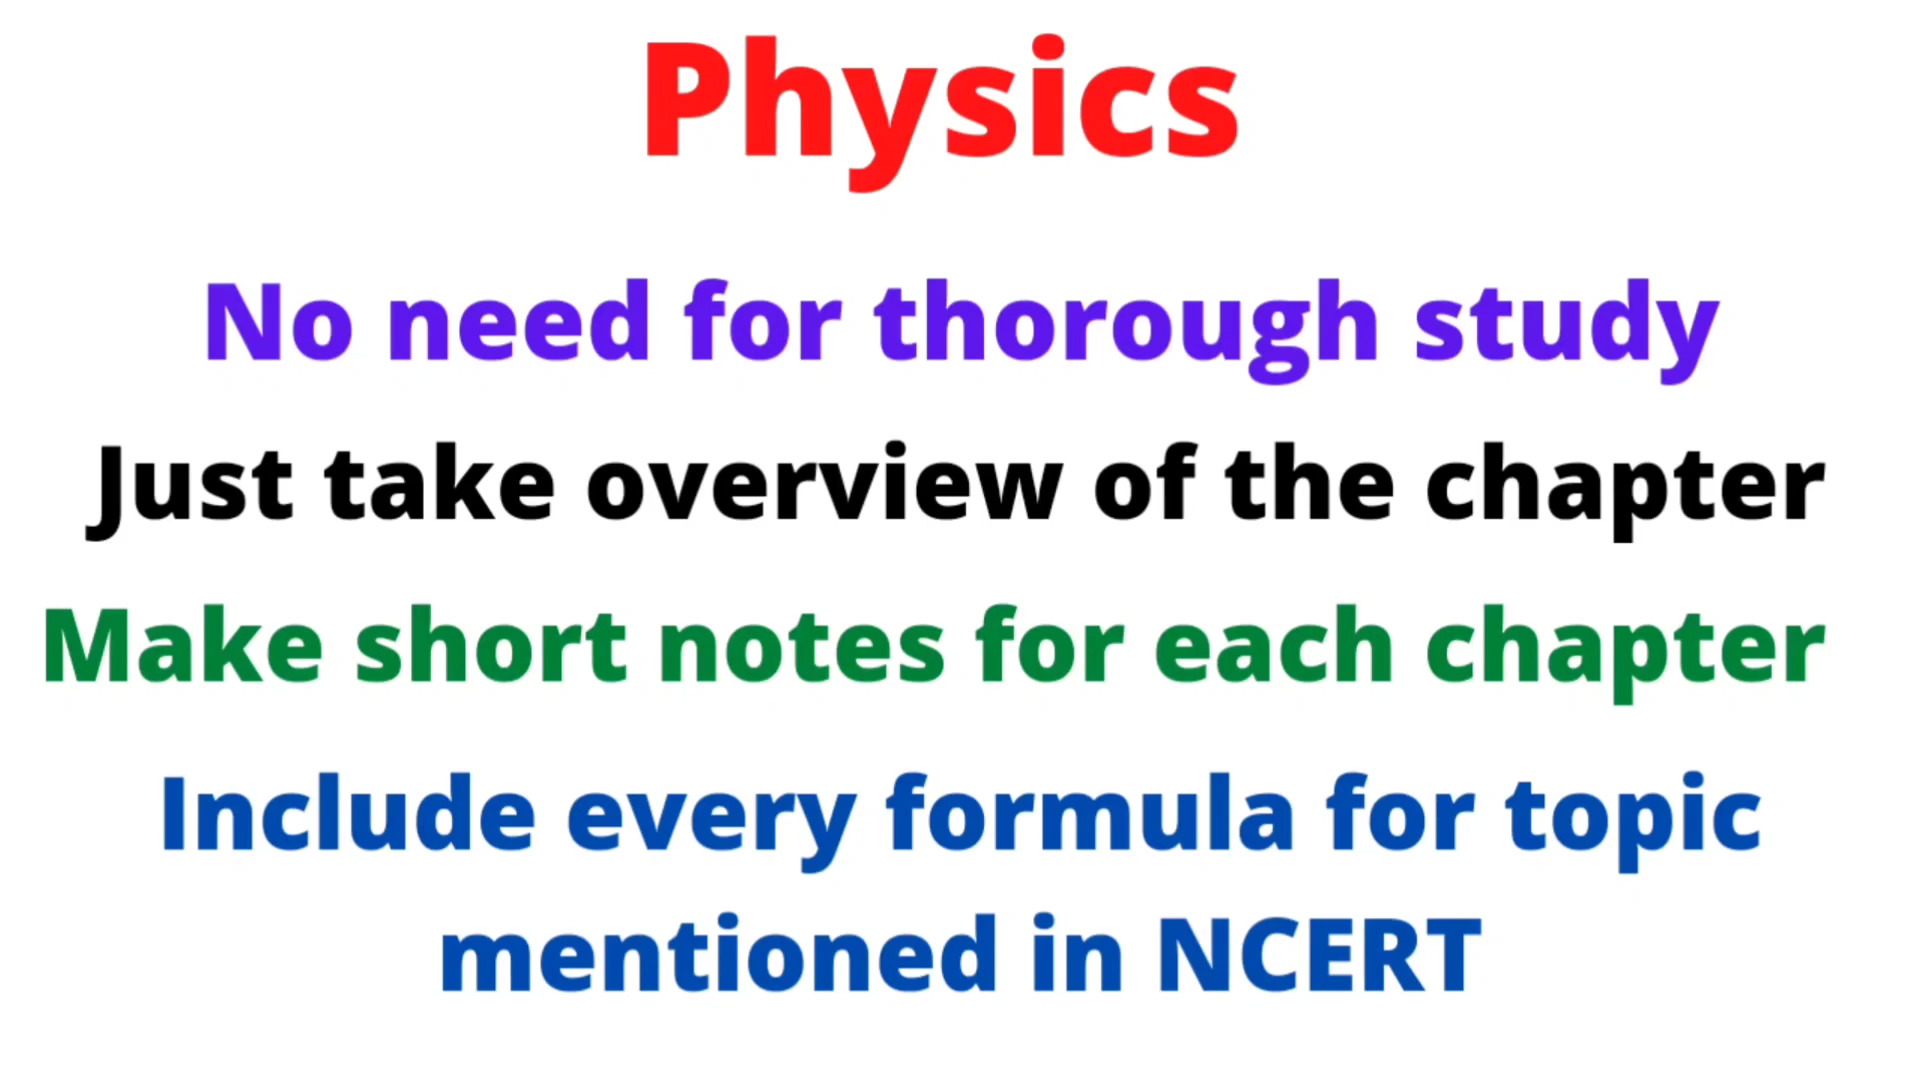 Physics
No need for thorough study
Just take overview of the chapter
Make short notes for each chapter
Include every formula for topic
mentioned in NCERT